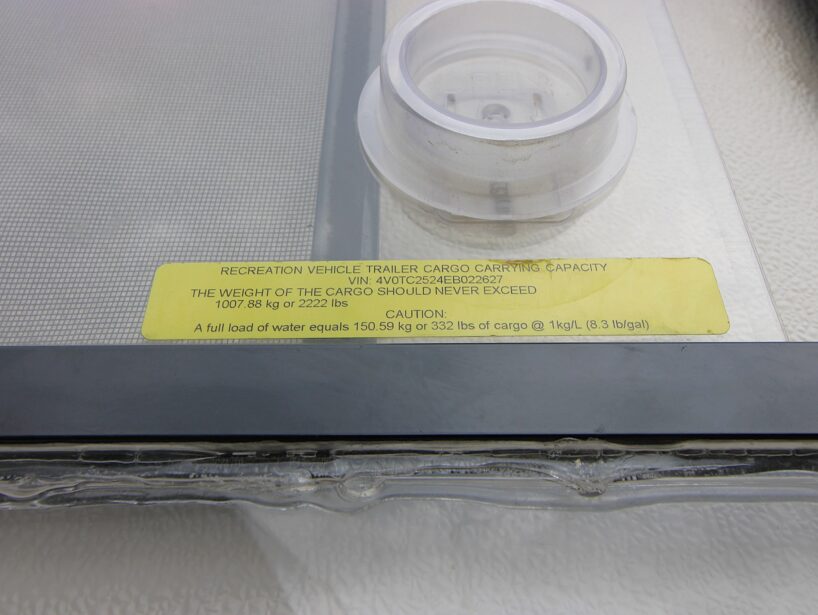 RECREATION VEHICLE TRAILER CARGO CARRYING CAPACITY
VIN: 4V0TC2524EB022627
THE WEIGHT OF THE CARGO SHOULD NEVER EXCEED
1007.88 kg or 2222 lbs
CAUTION:
A full load of water equals 150.59 kg or 332 lbs of cargo @ 1kg/L (8.3 lb/gal)